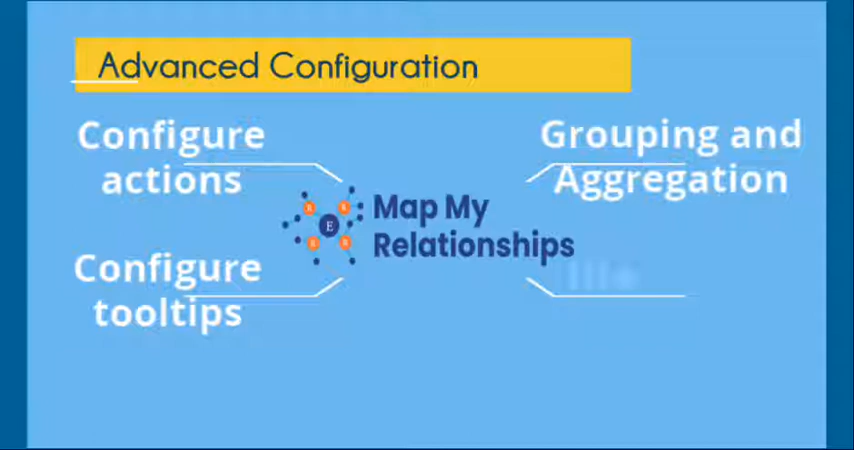 Advanced Configuration
Configure
actions
Grouping and
Aggregation
R
R
E
R
R
Map My
Relationships
Configure
tooltips